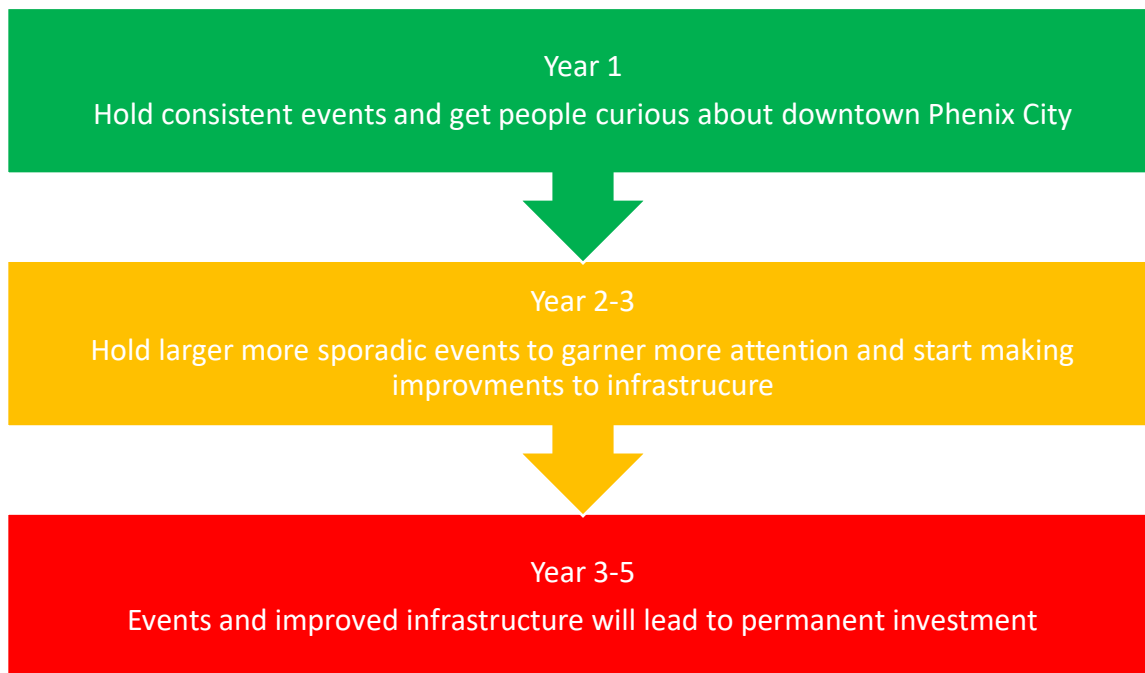 Year 1
Hold consistent events and get people curious about downtown Phenix City
Year 2-3
Hold larger more sporadic events to garner more attention and start making
improvments to infrastrucure
Year 3-5
Events and improved infrastructure will lead to permanent investment